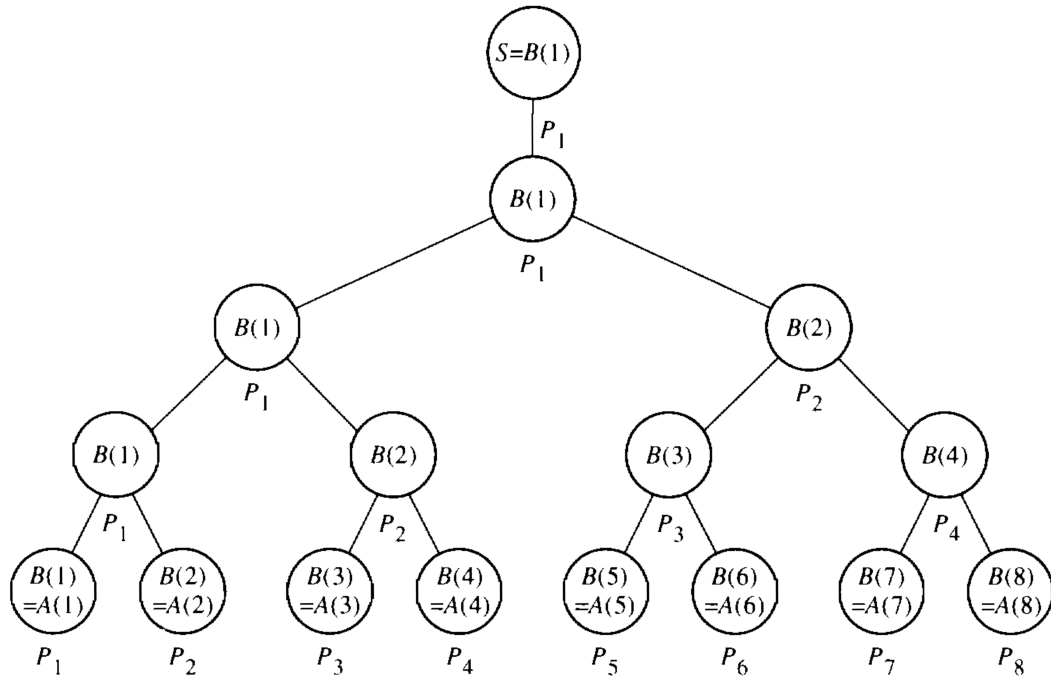 S=B(1)
P1
B(1)
P1
B(1) B(2)
P1 P2
B(1) B(2) B(3) B(4)
P1 P2 P3 P4
B(1) B(2) B(3) B(4) B(5) B(6) B(7) B(8)
=A(1) =A(2) =A(3) =A(4) =A(5) =A(6) =A(7) =A(8)
P1 P2 P3 P4 P5 P6 P7 P8